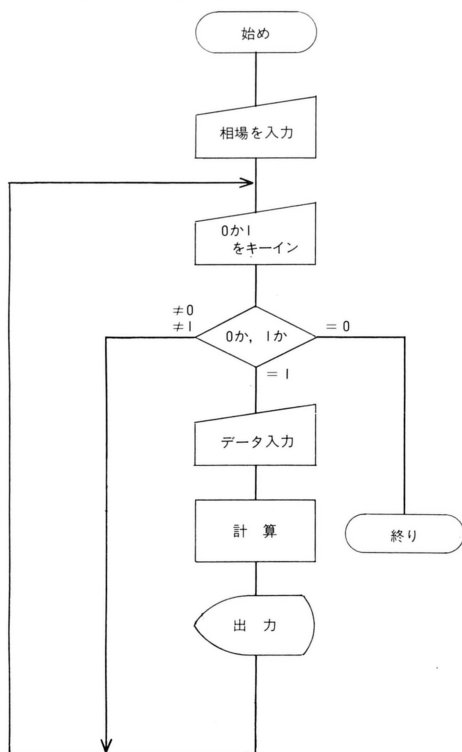 始め
相場を入力
0か1
をキーイン
≠0
≠1
0か, 1か
=0
=1
データ入力
計 算
終り
出 力